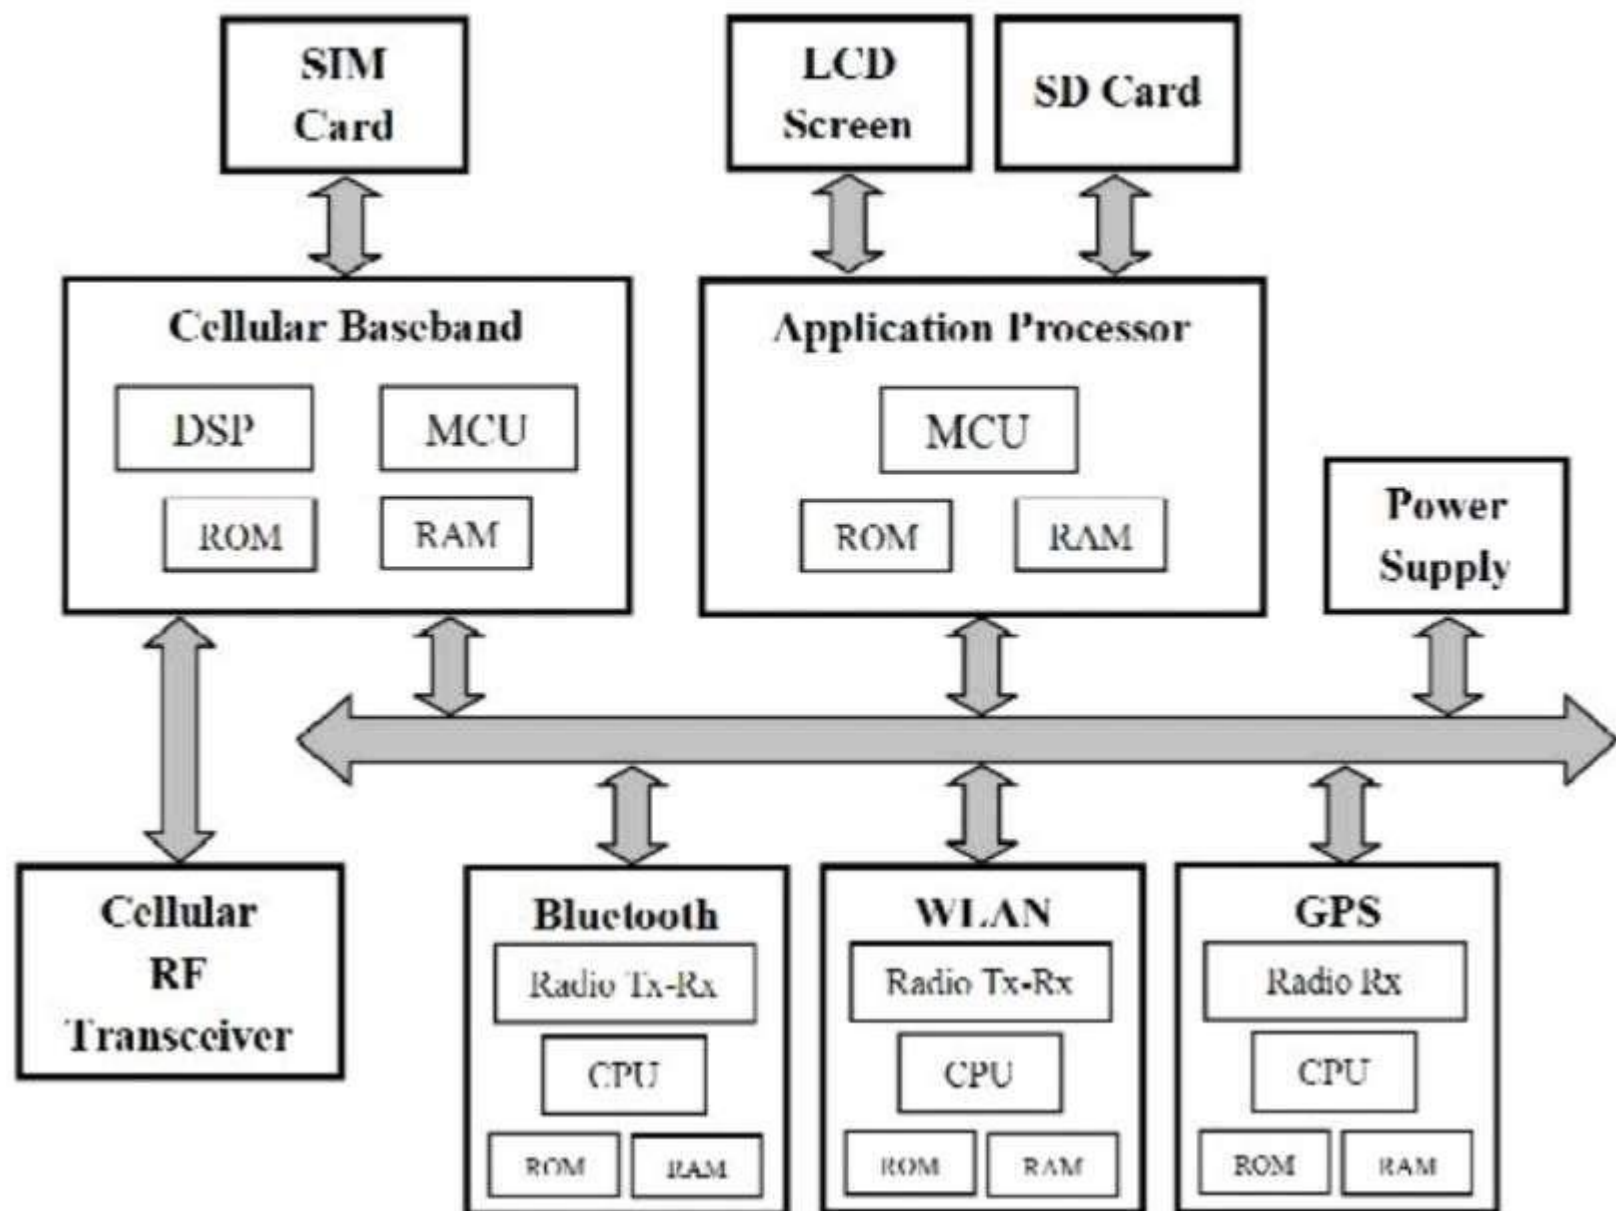 SIM
Card
LCD
Screen
SD Card
Cellular Baseband
DSP
MCU
ROM
RAM
Application Processor
MCU
ROM
RAM
Power
Supply
Cellular
RF
Transceiver
Bluetooth
Radio Tx-Rx
CPU
ROM
RAM
WLAN
Radio Tx-Rx
CPU
ROM
RAM
GPS
Radio Rx
CPU
ROM
RAM